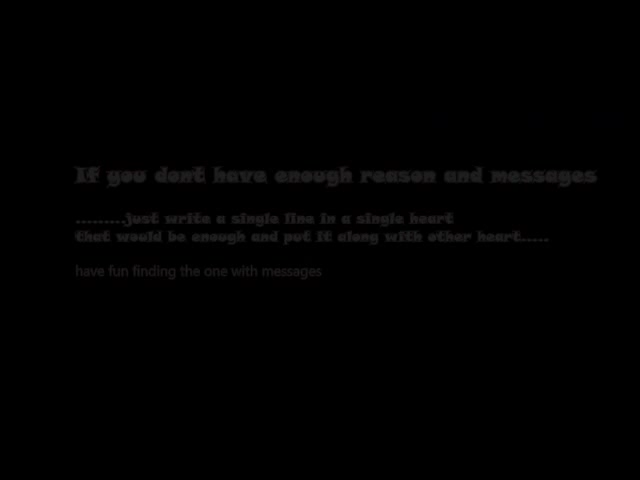 If you dont have enough reason and messages
.........just write a single line in a single heart
that would be enough and put it along with other heart.....
have fun finding the one with messages